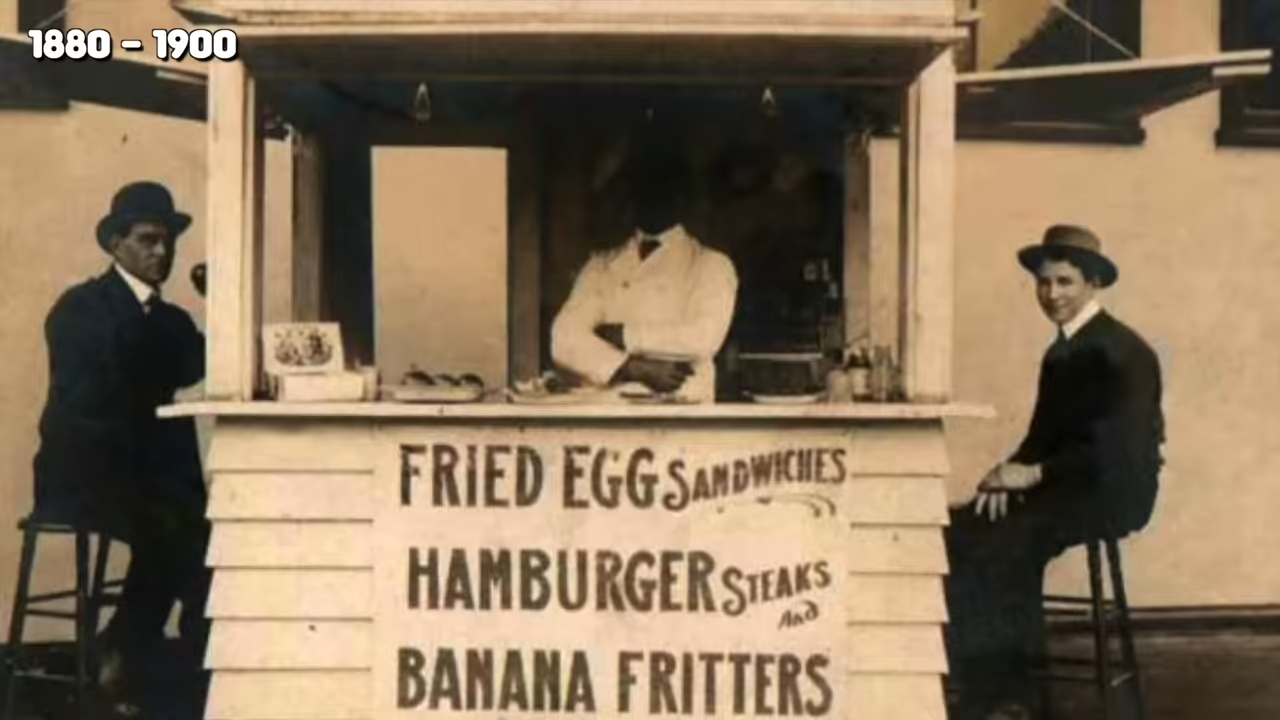 1880 – 1900
FRIED EGG SANDWICHES
HAMBURGER STEAKS
And
BANANA FRITTERS